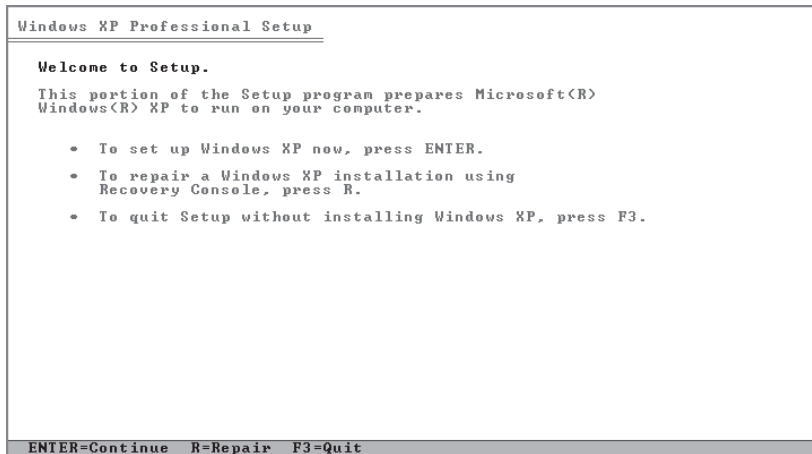 Windows XP Professional Setup
Welcome to Setup.
This portion of the Setup program prepares Microsoft(R)
Windows(R) XP to run on your computer.
• To set up Windows XP now, press ENTER.
• To repair a Windows XP installation using
Recovery Console, press R.
• To quit Setup without installing Windows XP, press F3.
ENTER=Continue R=Repair F3=Quit